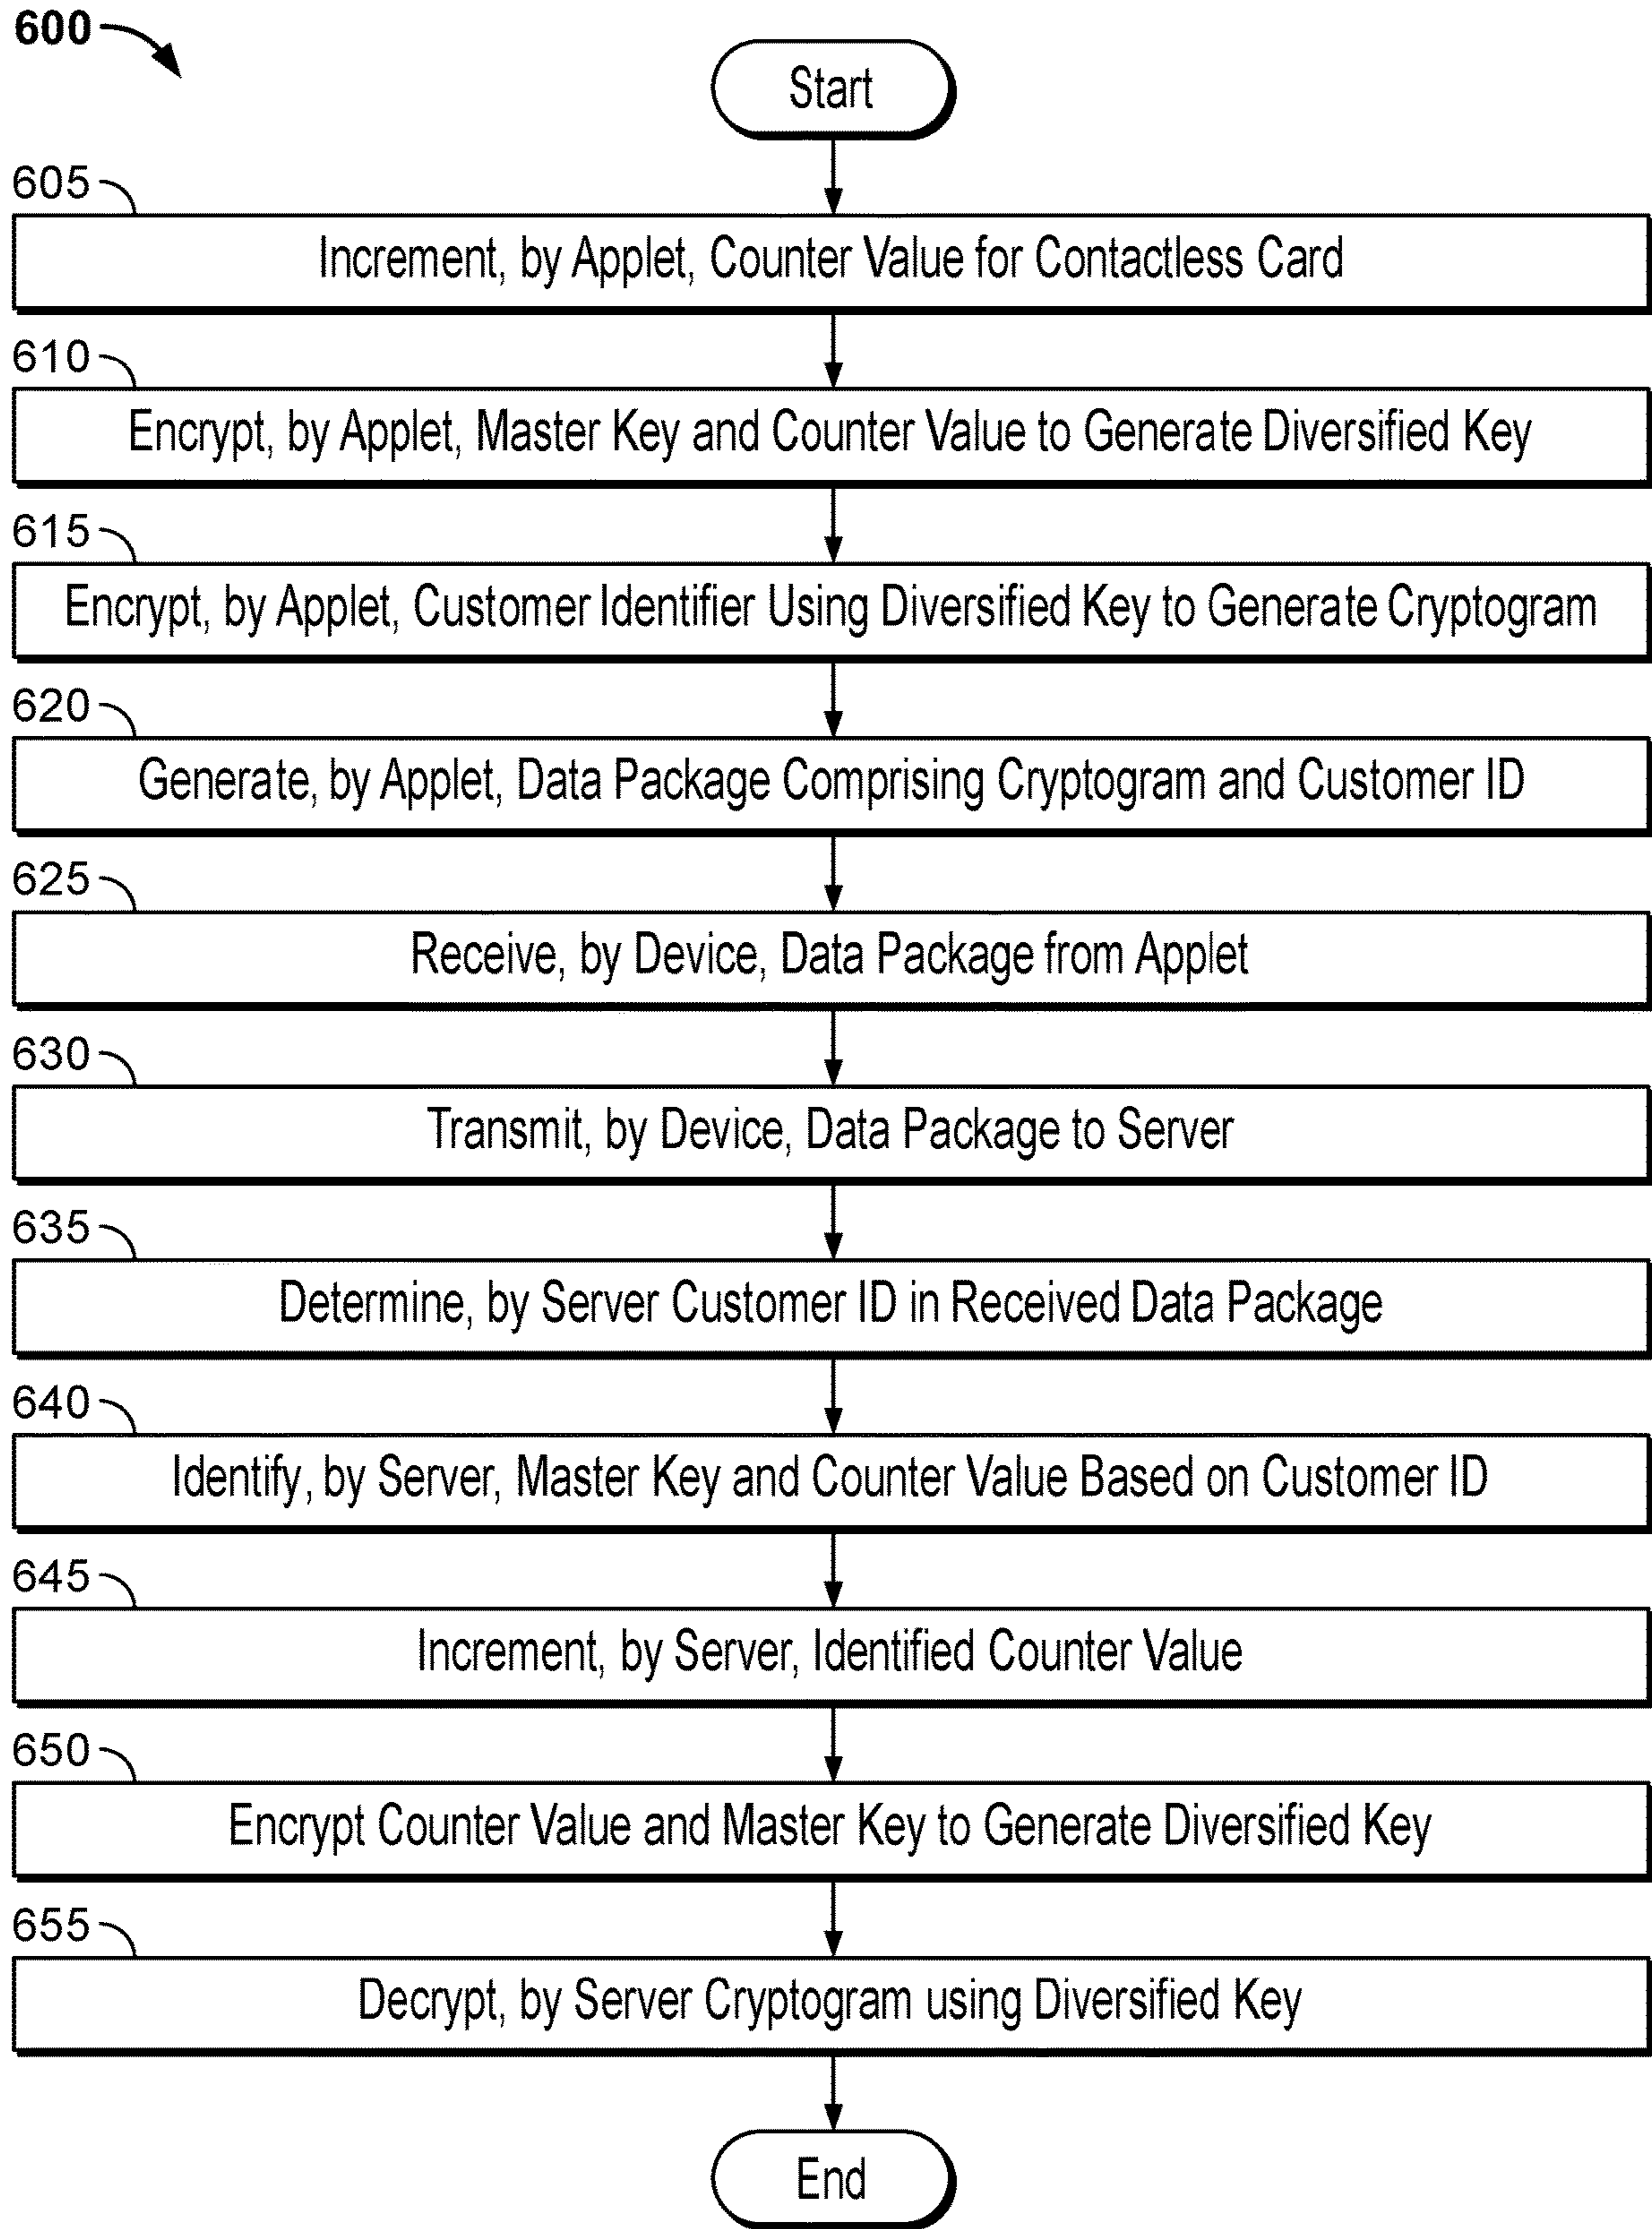 600
Start
605
Increment, by Applet, Counter Value for Contactless Card
610
Encrypt, by Applet, Master Key and Counter Value to Generate Diversified Key
615
Encrypt, by Applet, Customer Identifier Using Diversified Key to Generate Cryptogram
620
Generate, by Applet, Data Package Comprising Cryptogram and Customer ID
625
Receive, by Device, Data Package from Applet
630
Transmit, by Device, Data Package to Server
635
Determine, by Server Customer ID in Received Data Package
640
Identify, by Server, Master Key and Counter Value Based on Customer ID
645
Increment, by Server, Identified Counter Value
650
Encrypt Counter Value and Master Key to Generate Diversified Key
655
Decrypt, by Server Cryptogram using Diversified Key
End